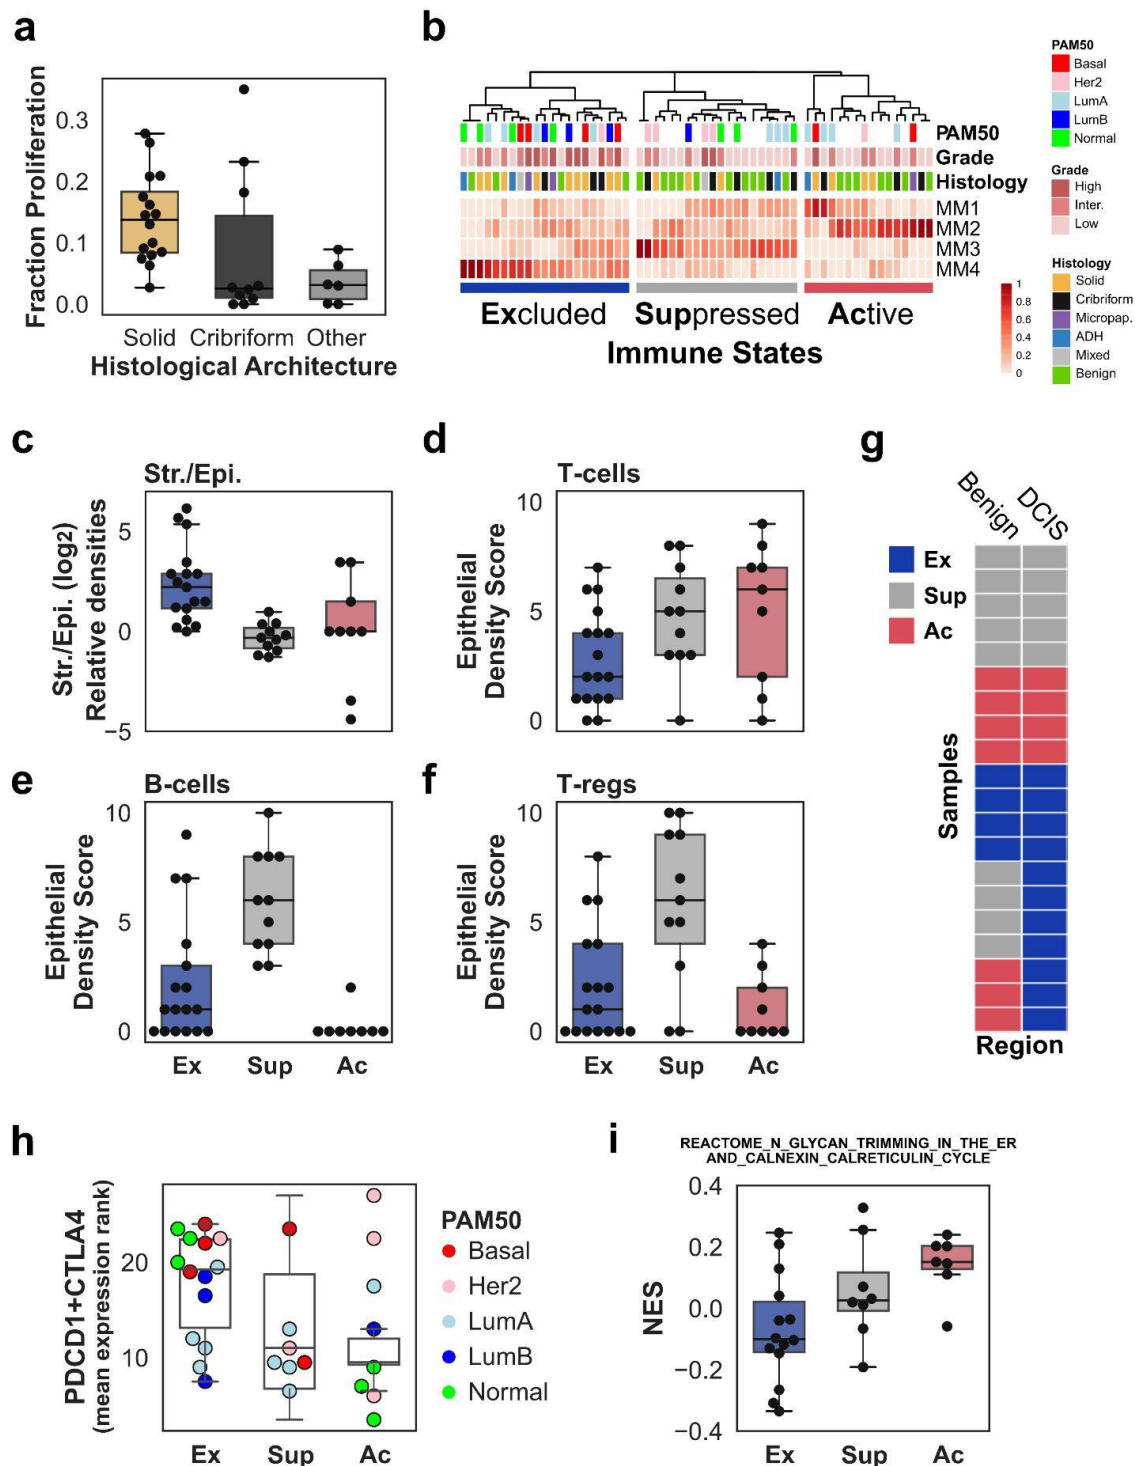 a
Fraction Proliferation
0.3
0.2
0.1
0.0
Solid Cribriform Other
Histological Architecture
b
PAM50
Grade
Histology
MM1
MM2
MM3
MM4
Excluded Suppressed Active
Immune States
1
0.8
0.6
0.4
0.2
0
PAM50
Basal
Her2
LumA
LumB
Normal
Grade
High
Inter.
Low
Histology
Solid
Cribriform
Micropap.
ADH
Mixed
Benign
c
Str./Epi.
Str./Epi. (log2)
Relative densities
5
0
−5
d
T-cells
Epithelial
Density Score
10
5
0
e
B-cells
Epithelial
Density Score
10
5
0
Ex Sup Ac
f
T-regs
Epithelial
Density Score
10
5
0
Ex Sup Ac
g
Benign
DCIS
Ex
Sup
Ac
Samples
Region
h
PDCD1+CTLA4
(mean expression rank)
20
10
Ex Sup Ac
PAM50
Basal
Her2
LumA
LumB
Normal
i
REACTOME_N_GLYCAN_TRIMMING_IN_THE_ER
AND_CALNEXIN_CALRETICULIN_CYCLE
NES
0.4
0.2
0.0
−0.2
−0.4
Ex Sup Ac